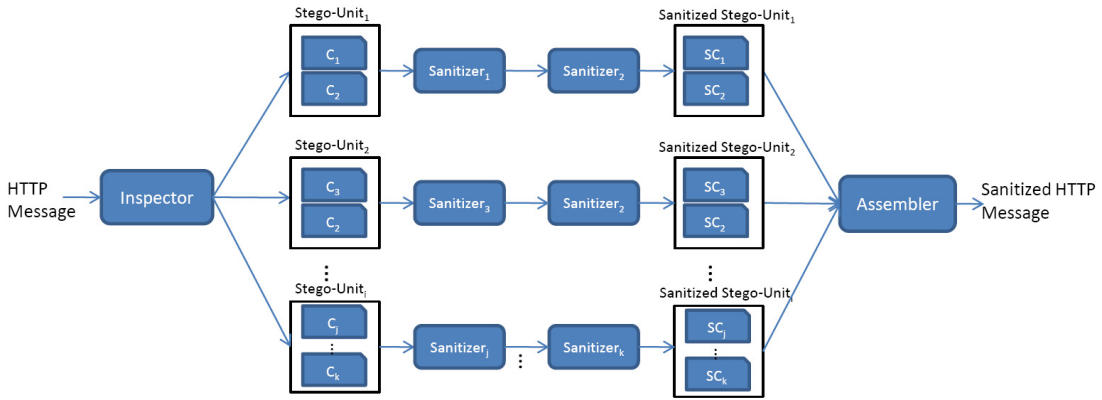 HTTP
Message
Inspector
Stego-Unit₁
C₁
C₂
Sanitizer₁
Sanitizer₂
Sanitized Stego-Unit₁
SC₁
SC₂
Stego-Unit₂
C₃
C₂
Sanitizer₃
Sanitizer₂
Sanitized Stego-Unit₂
SC₃
SC₂
⋮
⋮
Stego-Unitᵢ
Cⱼ
⋮
Cₖ
Sanitizerⱼ
⋮
Sanitizerₖ
Sanitized Stego-Unitᵢ
SCⱼ
⋮
SCₖ
Assembler
Sanitized HTTP
Message